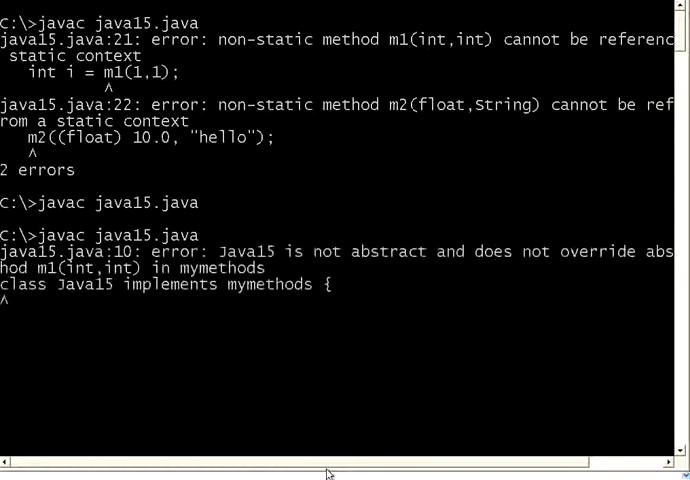 C:\>javac java15.java
java15.java:21: error: non-static method m1(int,int) cannot be referenc
static context
int i = m1(1,1);
^
java15.java:22: error: non-static method m2(float,String) cannot be ref
rom a static context
m2((float) 10.0, "hello");
^
2 errors
C:\>javac java15.java
C:\>javac java15.java
java15.java:10: error: Java15 is not abstract and does not override abs
hod m1(int,int) in mymethods
class Java15 implements mymethods {
^